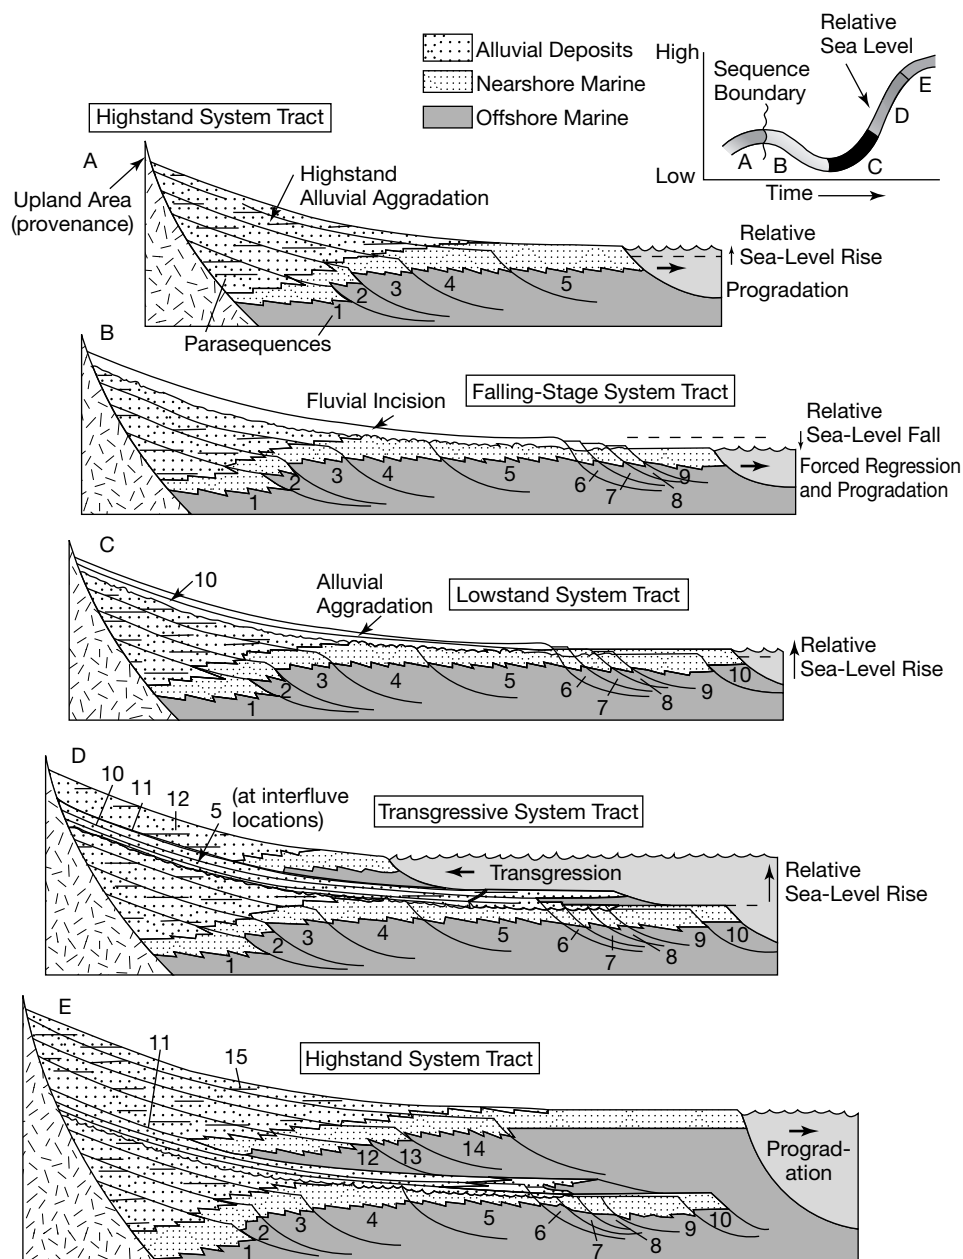 Alluvial Deposits
Nearshore Marine
Offshore Marine
Relative
Sea Level
High
Sequence
Boundary
A
B
C
D
E
Low
Time
Highstand System Tract
A
Upland Area
(provenance)
Highstand
Alluvial Aggradation
Relative
Sea-Level Rise
Progradation
1
2
3
4
5
Parasequences
B
Falling-Stage System Tract
Fluvial Incision
Relative
Sea-Level Fall
Forced Regression
and Progradation
1
2
3
4
5
6
7
8
9
C
Lowstand System Tract
10
Alluvial
Aggradation
Relative
Sea-Level Rise
1
2
3
4
5
6
7
8
9
10
D
Transgressive System Tract
10
11
12
5
(at interfluve
locations)
Transgression
Relative
Sea-Level Rise
1
2
3
4
5
6
7
8
9
10
E
Highstand System Tract
11
15
Prograd-
ation
12
13
14
1
2
3
4
5
6
7
8
9
10